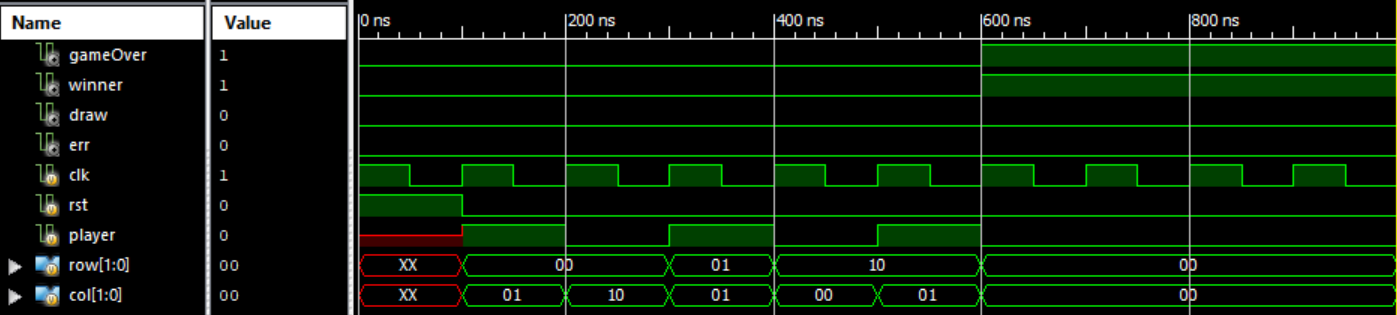 Name Value 0 ns 200 ns 400 ns 600 ns 800 ns
gameOver 1
winner 1
draw 0
err 0
clk 1
rst 0
player 0
row[1:0] 00 XX 00 01 10 00
col[1:0] 00 XX 01 10 01 00 01 00